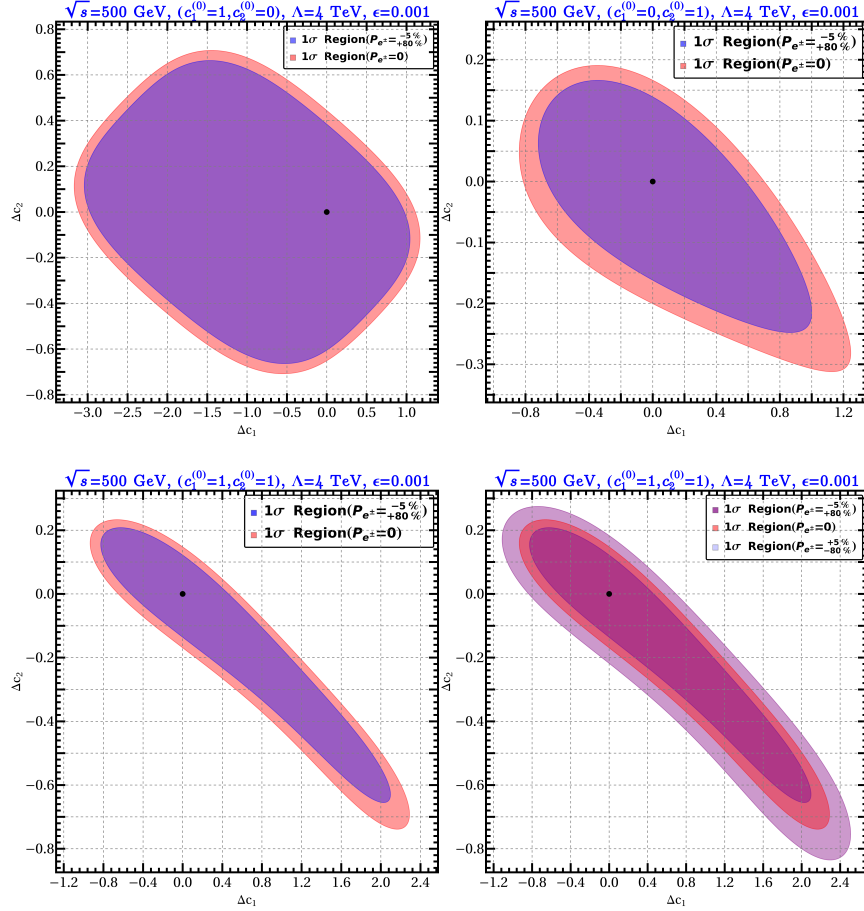 √s=500 GeV, (c₁⁽⁰⁾=1,c₂⁽⁰⁾=0), Λ=4 TeV, ϵ=0.001
1σ Region(P_e±=−5%+80%)
1σ Region(P_e±=0)
0.8
0.6
0.4
0.2
0.0
−0.2
−0.4
−0.6
−0.8
Δc₂
−3.0 −2.5 −2.0 −1.5 −1.0 −0.5 0.0 0.5 1.0
Δc₁
√s=500 GeV, (c₁⁽⁰⁾=0,c₂⁽⁰⁾=1), Λ=4 TeV, ϵ=0.001
1σ Region(P_e±=−5%+80%)
1σ Region(P_e±=0)
0.2
0.1
0.0
−0.1
−0.2
−0.3
Δc₂
−0.8 −0.4 0.0 0.4 0.8 1.2
Δc₁
√s=500 GeV, (c₁⁽⁰⁾=1,c₂⁽⁰⁾=1), Λ=4 TeV, ϵ=0.001
1σ Region(P_e±=−5%+80%)
1σ Region(P_e±=0)
0.2
0.0
−0.2
−0.4
−0.6
−0.8
Δc₂
−1.2 −0.8 −0.4 0.0 0.4 0.8 1.2 1.6 2.0 2.4
Δc₁
√s=500 GeV, (c₁⁽⁰⁾=1,c₂⁽⁰⁾=1), Λ=4 TeV, ϵ=0.001
1σ Region(P_e±=−5%+80%)
1σ Region(P_e±=0)
1σ Region(P_e±=+5%−80%)
0.2
0.0
−0.2
−0.4
−0.6
−0.8
Δc₂
−1.2 −0.8 −0.4 0.0 0.4 0.8 1.2 1.6 2.0 2.4
Δc₁